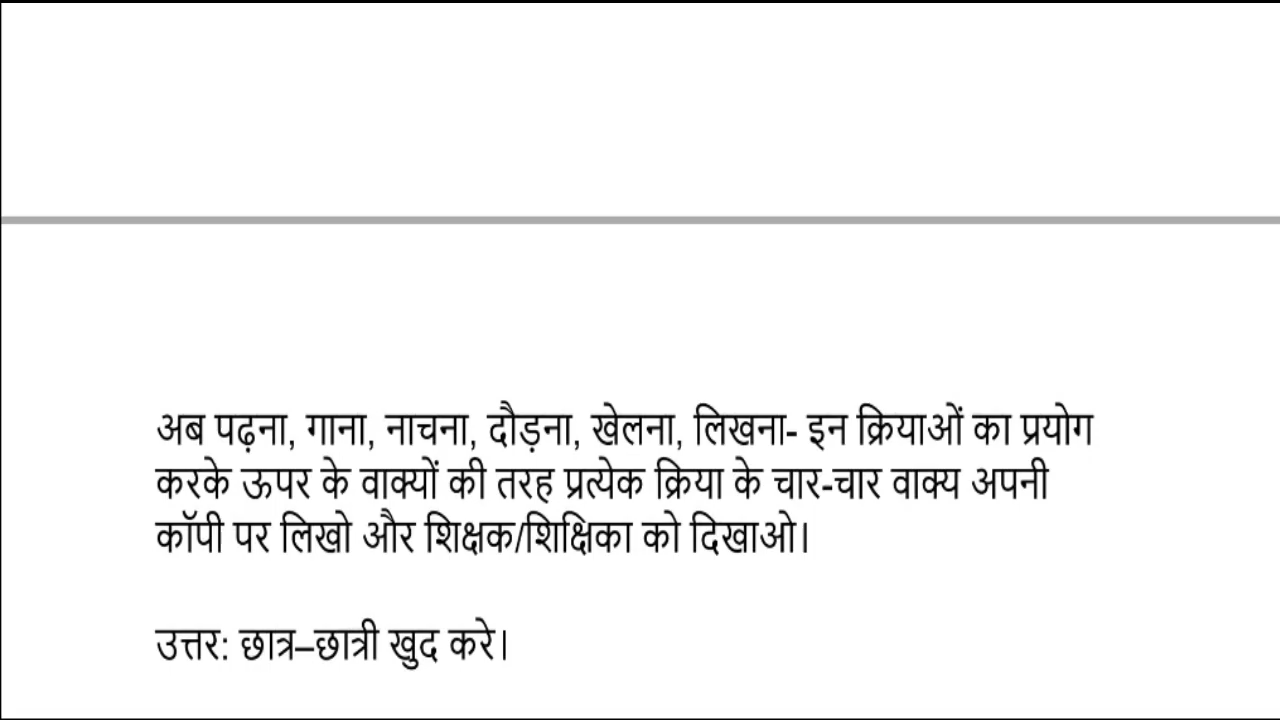 अब पढ़ना, गाना, नाचना, दौड़ना, खेलना, लिखना- इन क्रियाओं का प्रयोग
करके ऊपर के वाक्यों की तरह प्रत्येक क्रिया के चार-चार वाक्य अपनी
कॉपी पर लिखो और शिक्षक/शिक्षिका को दिखाओ।
उत्तर: छात्र–छात्री खुद करे।